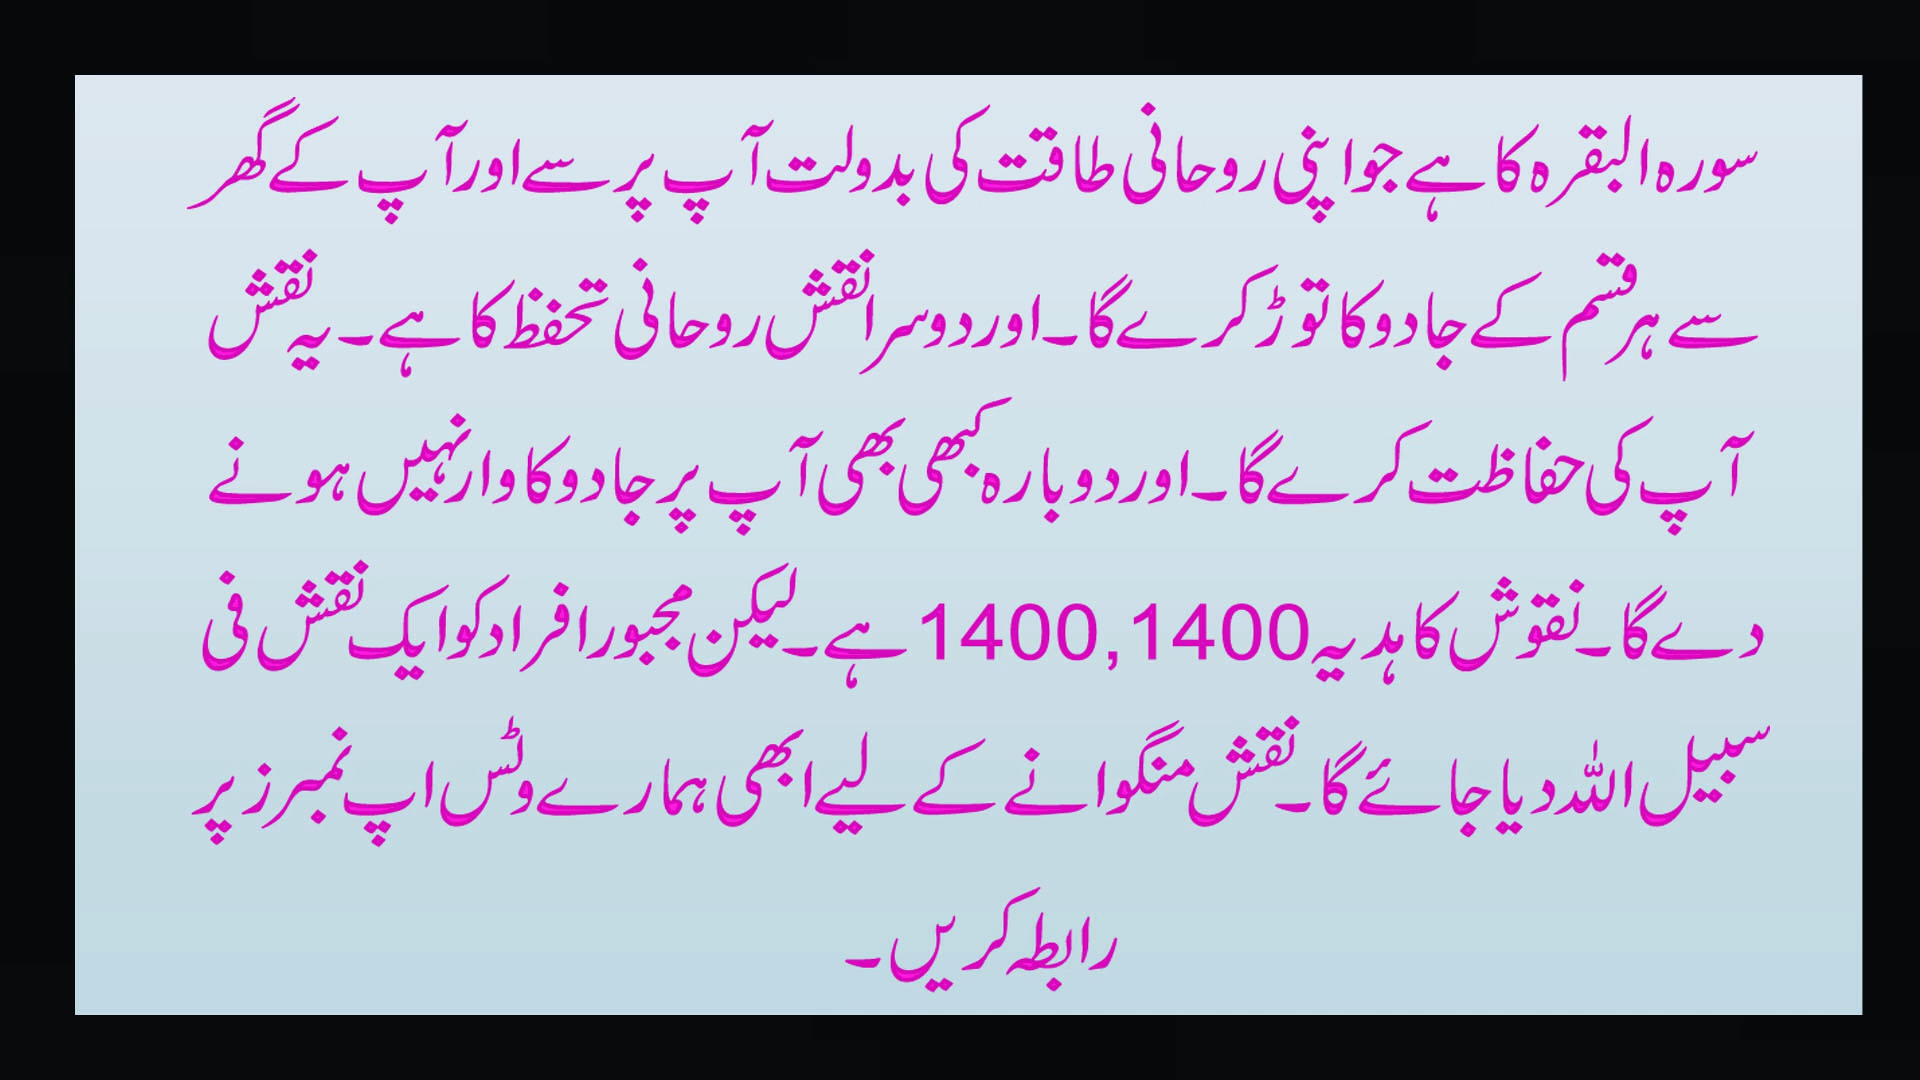 سورہ البقرہ کا ہے جو اپنی روحانی طاقت کی بدولت آپ پر سے اور آپ کے گھر
سے ہر قسم کے جادو کا توڑ کرے گا۔ اور دوسرا نقش روحانی تحفظ کا ہے۔ یہ نقش
آپ کی حفاظت کرے گا۔ اور دوبارہ کبھی بھی آپ پر جادو کا وار نہیں ہونے
دے گا۔ نقوش کا ہدیہ 1400,1400 ہے۔ لیکن مجبور افراد کو ایک نقش فی
سبیل اللہ دیا جائے گا۔ نقش منگوانے کے لیے ابھی ہمارے وٹس اپ نمبرز پر
رابطہ کریں۔